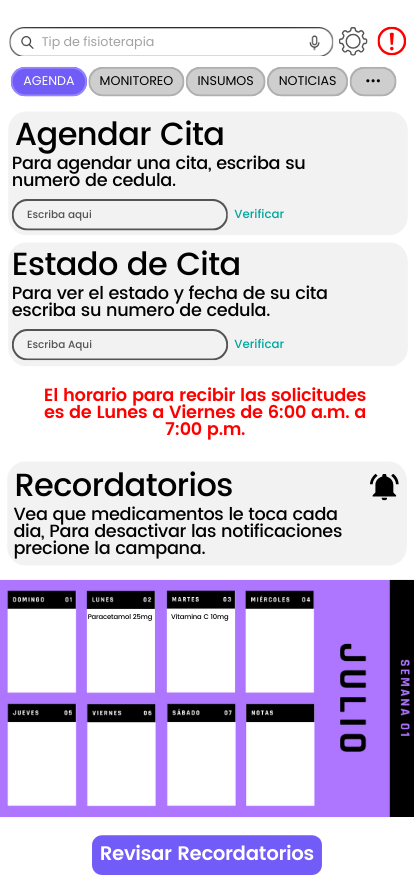 Tip de fisioterapia
!
AGENDA MONITOREO INSUMOS NOTICIAS •••
Agendar Cita
Para agendar una cita, escriba su
numero de cedula.
Escriba aqui Verificar
Estado de Cita
Para ver el estado y fecha de su cita
escriba su numero de cedula.
Escriba Aqui Verificar
El horario para recibir las solicitudes
es de Lunes a Viernes de 6:00 a.m. a
7:00 p.m.
Recordatorios
Vea que medicamentos le toca cada
dia, Para desactivar las notificaciones
precione la campana.
DOMINGO 01 LUNES 02 MARTES 03 MIÉRCOLES 04
Paracetamol 25mg Vitamina C 10mg
JUEVES 05 VIERNES 06 SÁBADO 07 NOTAS
JULIO
SEMANA 01
Revisar Recordatorios